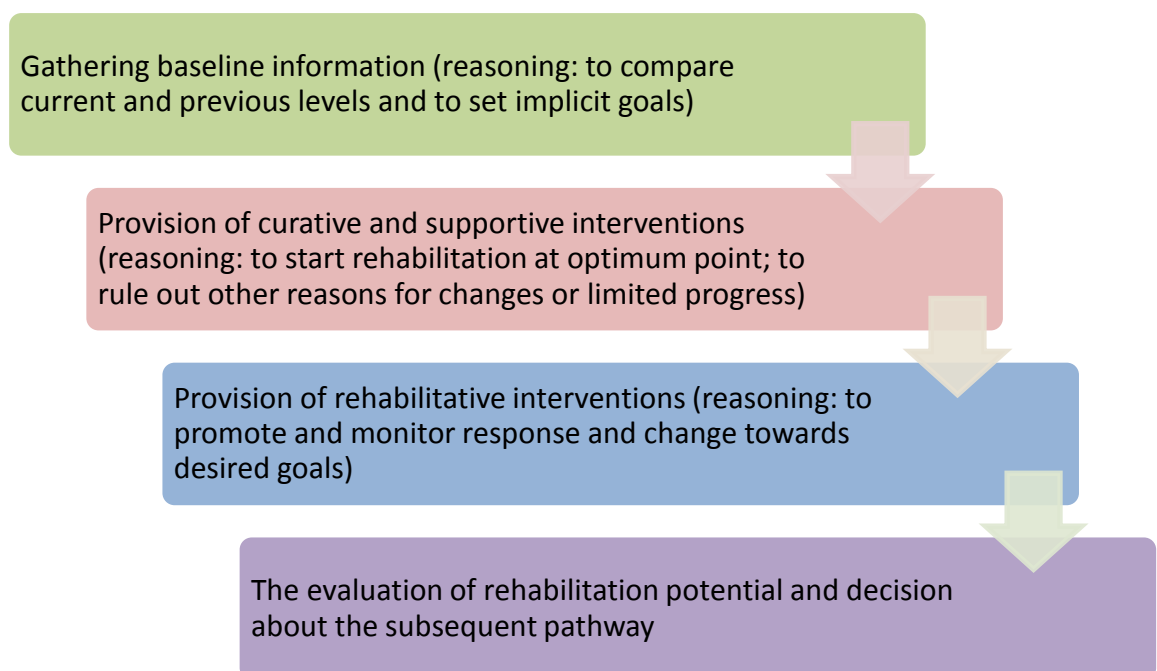 Gathering baseline information (reasoning: to compare
current and previous levels and to set implicit goals)
Provision of curative and supportive interventions
(reasoning: to start rehabilitation at optimum point; to
rule out other reasons for changes or limited progress)
Provision of rehabilitative interventions (reasoning: to
promote and monitor response and change towards
desired goals)
The evaluation of rehabilitation potential and decision
about the subsequent pathway